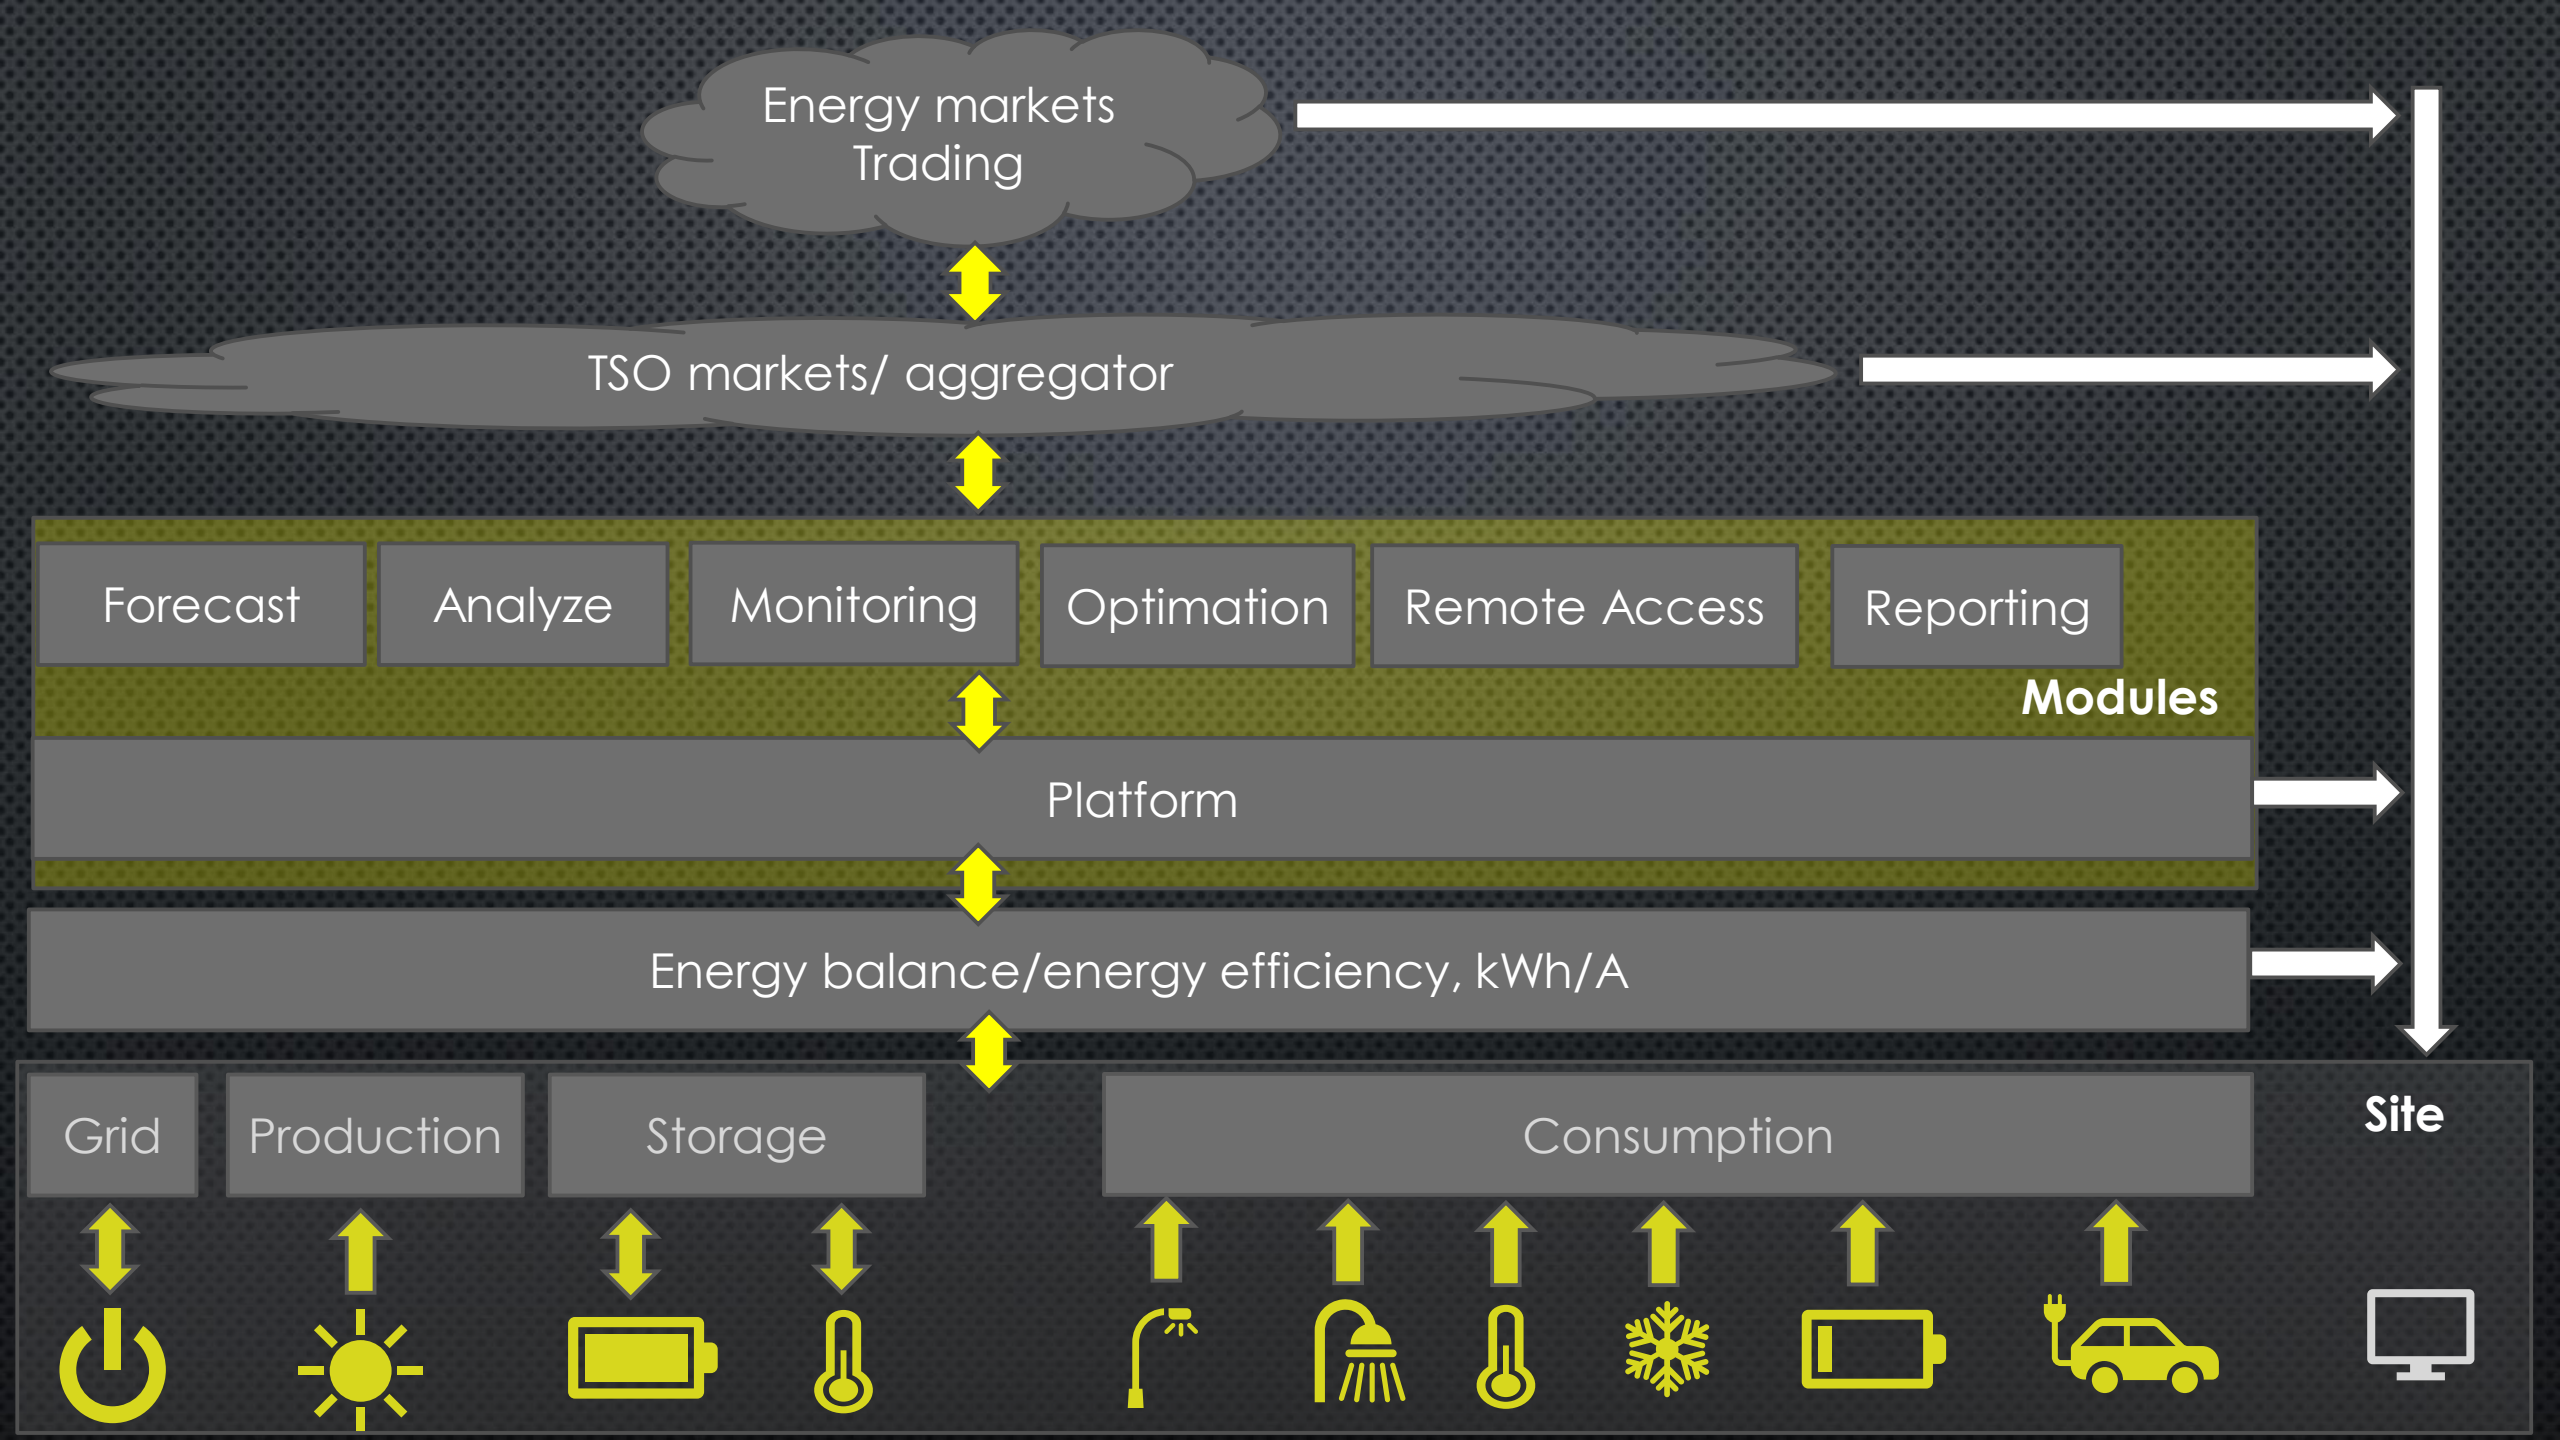 Energy markets
Trading
TSO markets/ aggregator
Forecast
Analyze
Monitoring
Optimation
Remote Access
Reporting
Modules
Platform
Energy balance/energy efficiency, kWh/A
Grid
Production
Storage
Consumption
Site